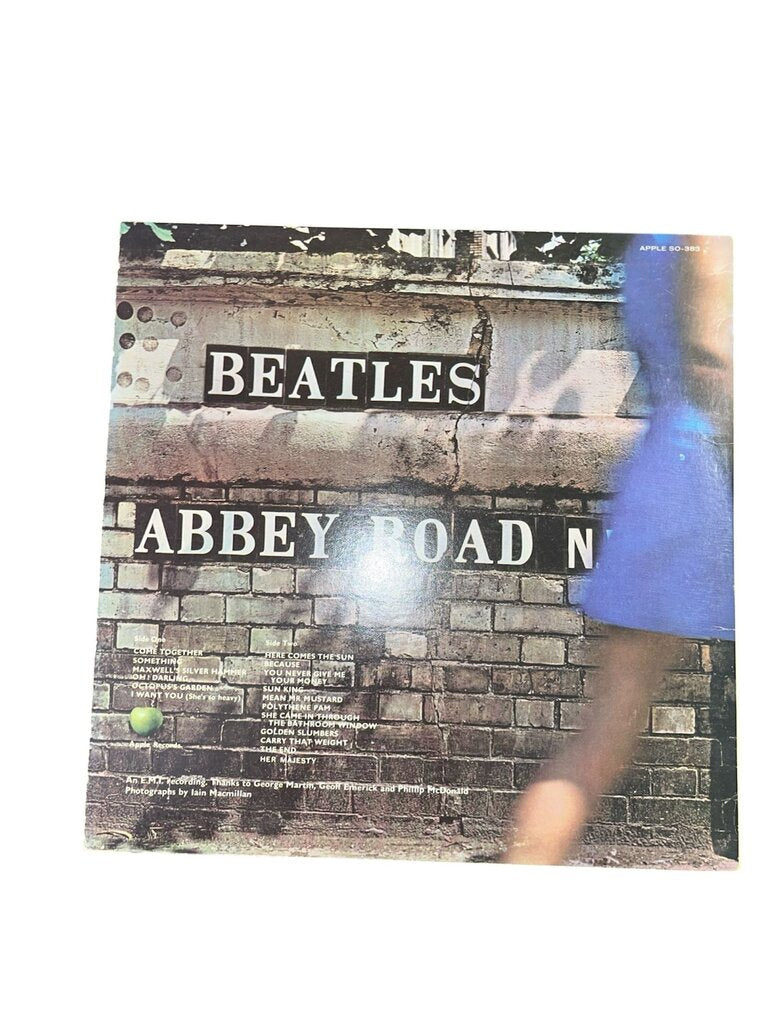 APPLE SO-383
BEATLES
ABBEY ROAD N
Side One
COME TOGETHER
SOMETHING
MAXWELL'S SILVER HAMMER
OH! DARLING
OCTOPUS'S GARDEN
I WANT YOU (She's so heavy)
Apple Records
Side Two
HERE COMES THE SUN
BECAUSE
YOU NEVER GIVE ME
YOUR MONEY
SUN KING
MEAN MR MUSTARD
POLYTHENE PAM
SHE CAME IN THROUGH
THE BATHROOM WINDOW
GOLDEN SLUMBERS
CARRY THAT WEIGHT
THE END
HER MAJESTY
An E.M.I. recording. Thanks to George Martin, Geoff Emerick and Phillip McDonald
Photographs by Iain Macmillan